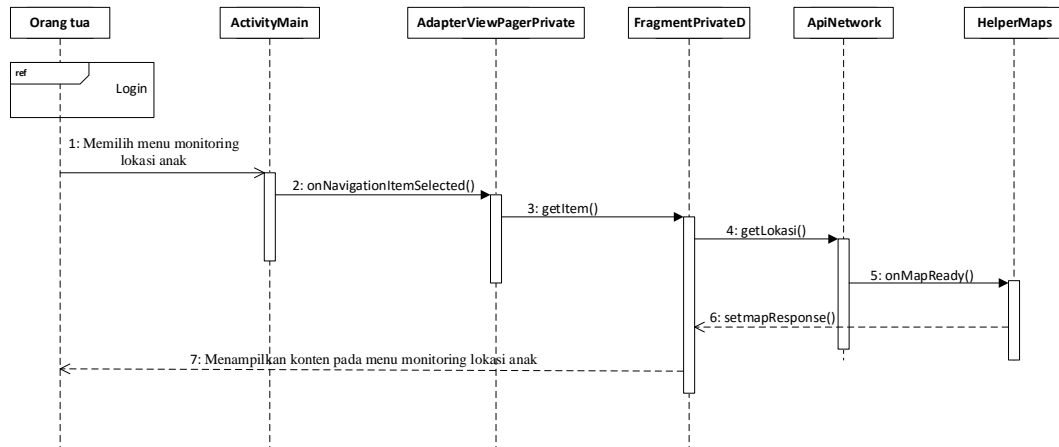 Orang tua
ActivityMain
AdapterViewPagerPrivate
FragmentPrivateD
ApiNetwork
HelperMaps
ref
Login
1: Memilih menu monitoring
lokasi anak
2: onNavigationItemSelected()
3: getItem()
4: getLokasi()
5: onMapReady()
6: setmapResponse()
7: Menampilkan konten pada menu monitoring lokasi anak